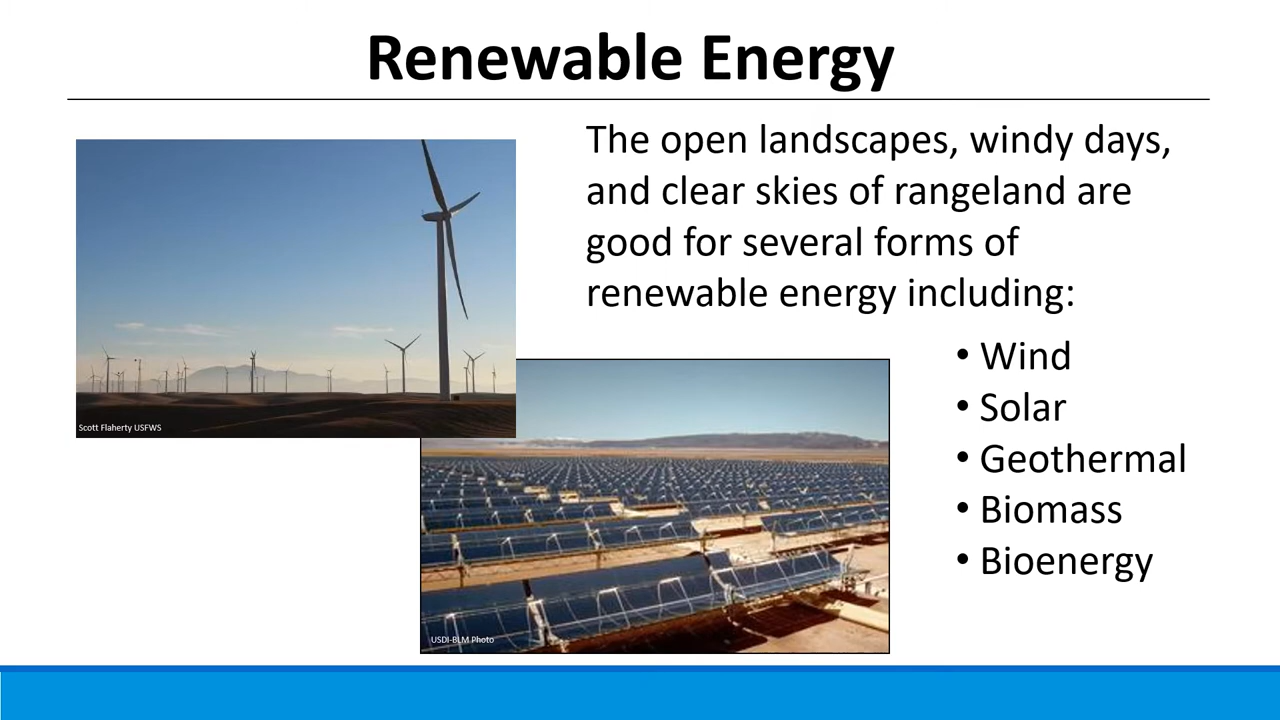 Renewable Energy
The open landscapes, windy days,
and clear skies of rangeland are
good for several forms of
renewable energy including:
• Wind
• Solar
• Geothermal
• Biomass
• Bioenergy
Scott Flaherty USFWS
USDI-BLM Photo